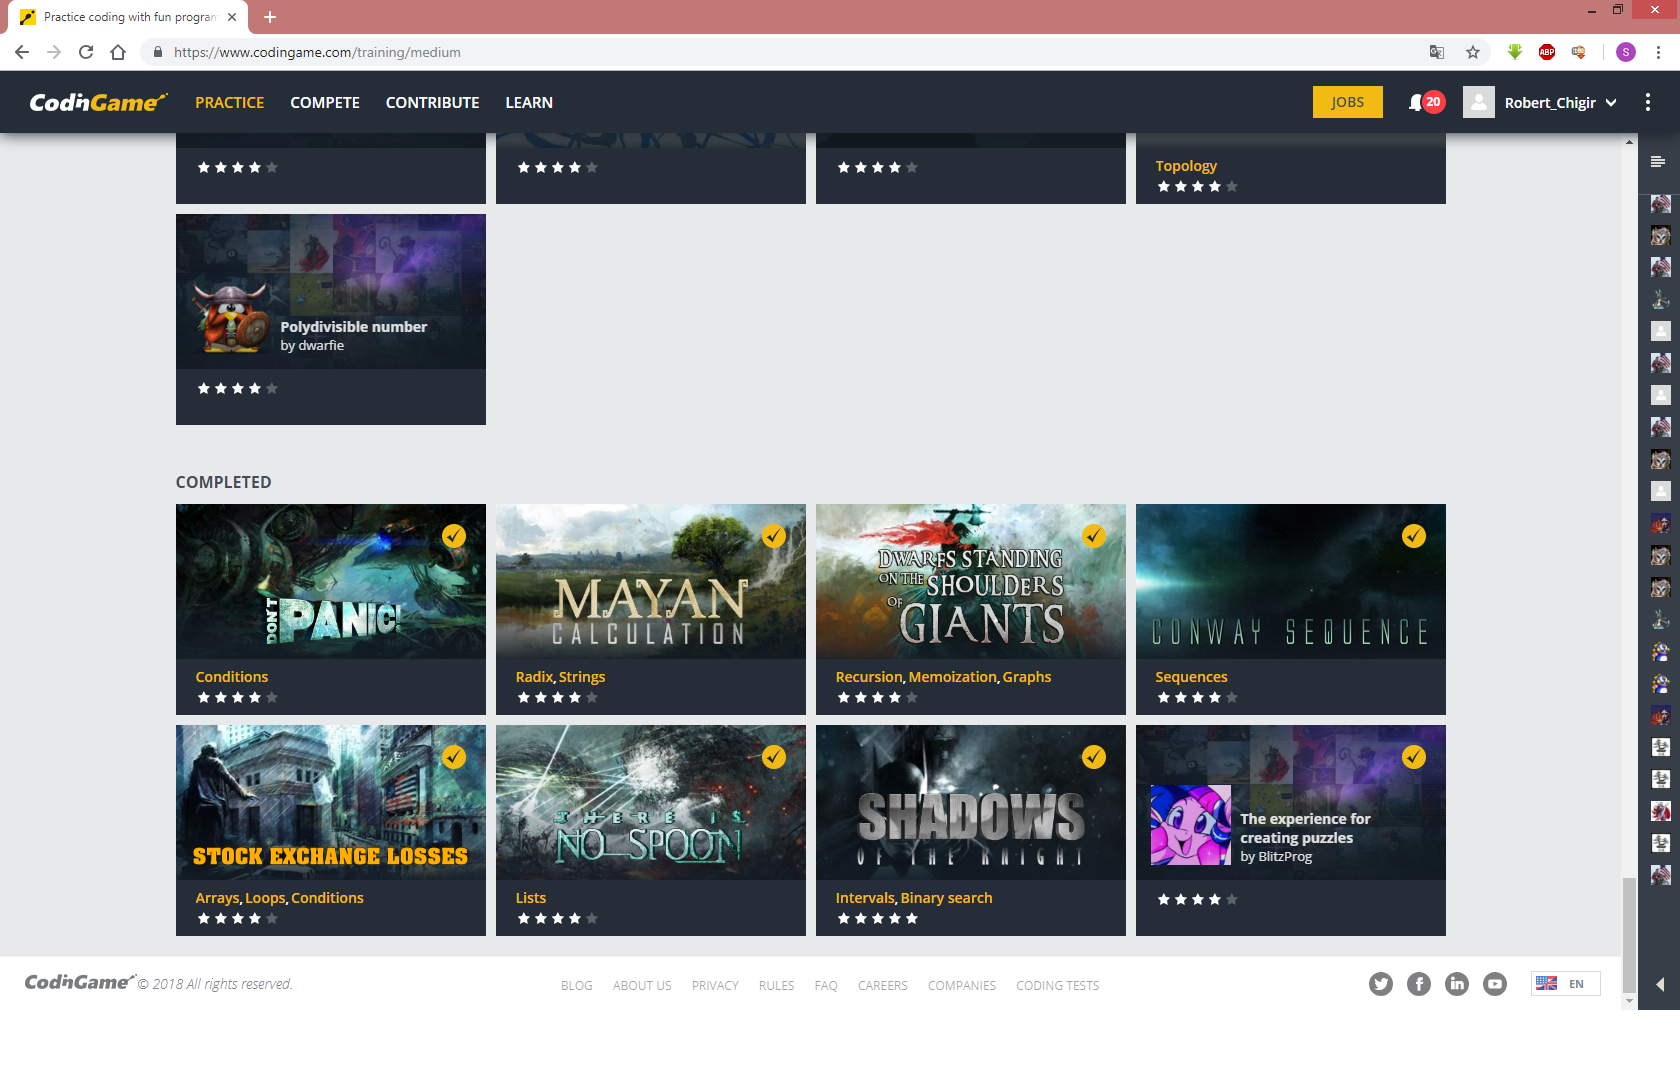 Practice coding with fun program
https://www.codingame.com/training/medium
ABP
S
CodinGame
PRACTICE
COMPETE
CONTRIBUTE
LEARN
JOBS
20
Robert_Chigir
Topology
Polydivisible number
by dwarfie
COMPLETED
DON'T
PANIC!
MAYAN
CALCULATION
DWARFS STANDING
ON THE SHOULDERS
OF GIANTS
CONWAY SEQUENCE
Conditions
Radix, Strings
Recursion, Memoization, Graphs
Sequences
STOCK EXCHANGE LOSSES
THERE IS
NO SPOON
SHADOWS
OF THE KNIGHT
The experience for
creating puzzles
by BlitzProg
Arrays, Loops, Conditions
Lists
Intervals, Binary search
CodinGame © 2018 All rights reserved.
BLOG
ABOUT US
PRIVACY
RULES
FAQ
CAREERS
COMPANIES
CODING TESTS
EN